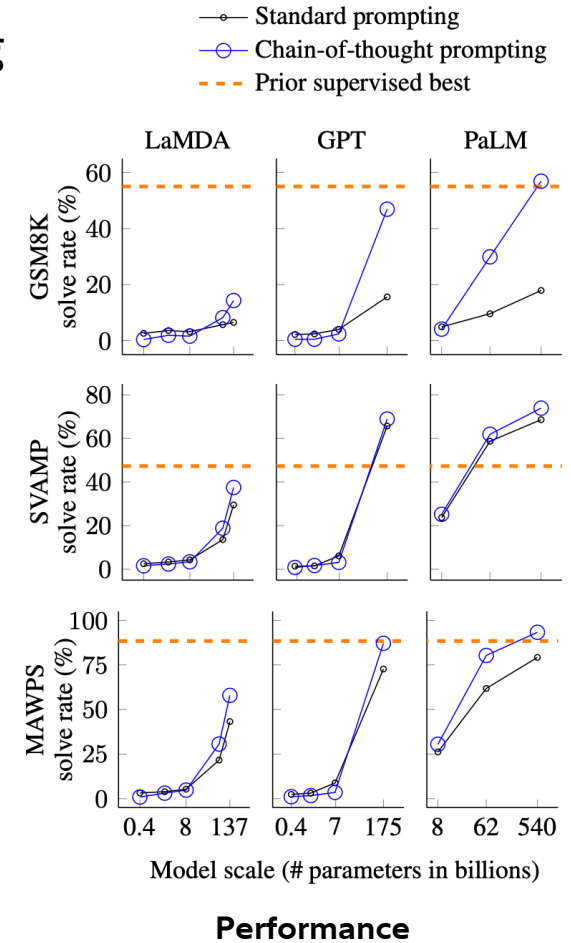 g
Standard prompting
Chain-of-thought prompting
Prior supervised best
LaMDA GPT PaLM
GSM8K
solve rate (%)
60
40
20
0
SVAMP
solve rate (%)
80
60
40
20
0
MAWPS
solve rate (%)
100
75
50
25
0
0.4 8 137 0.4 7 175 8 62 540
Model scale (# parameters in billions)
Performance